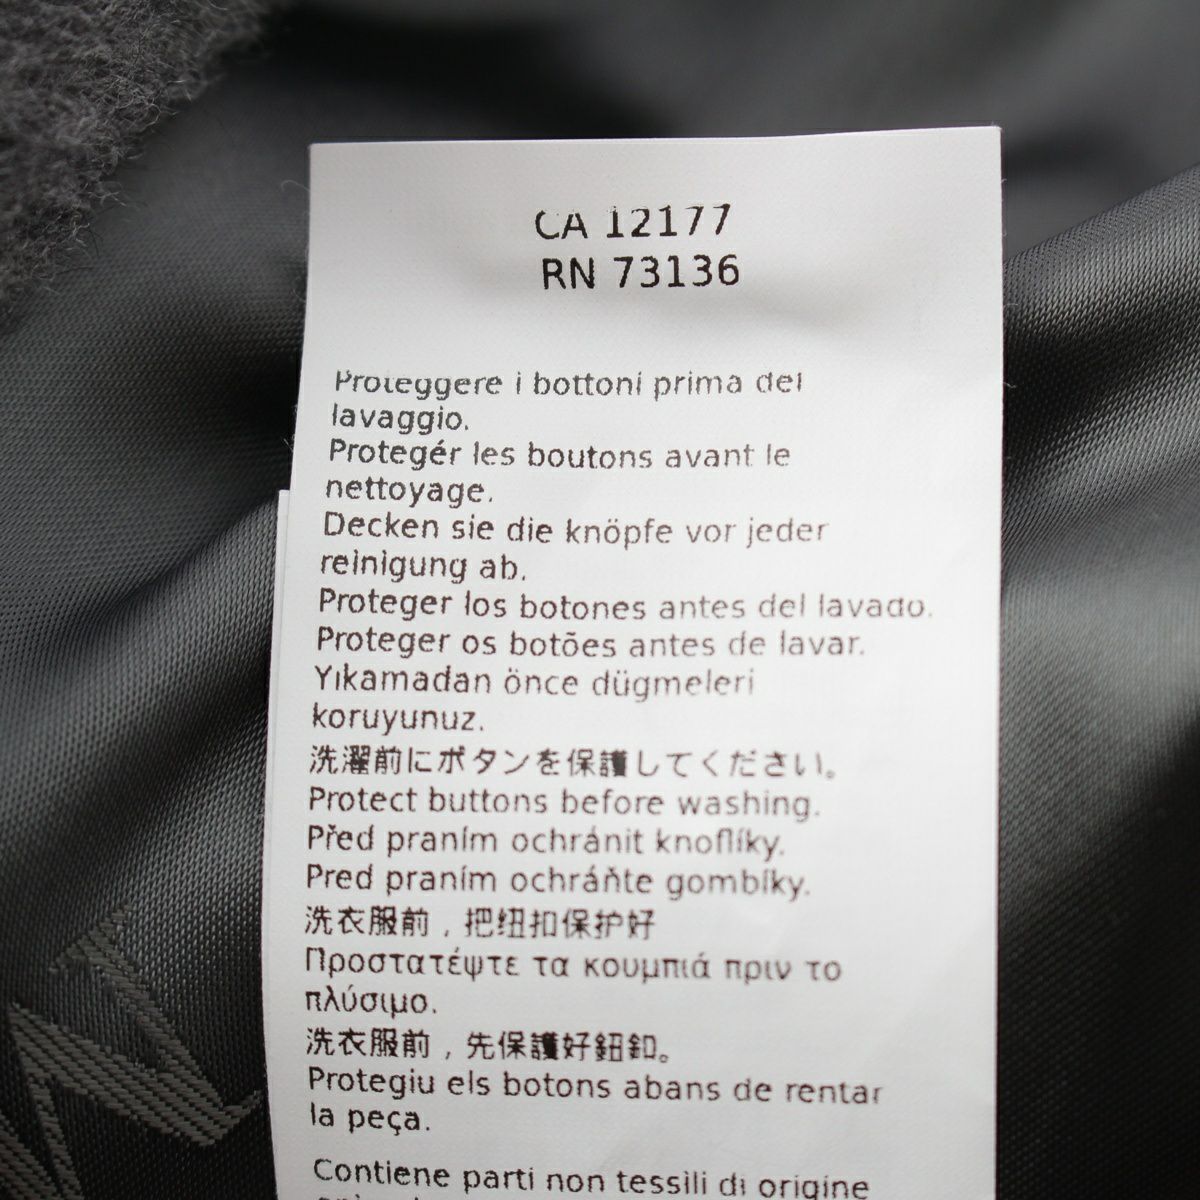 CA 12177
RN 73136
Proteggere i bottoni prima del
lavaggio.
Protegér les boutons avant le
nettoyage.
Decken sie die knöpfe vor jeder
reinigung ab.
Proteger los botones antes del lavado.
Proteger os botões antes de lavar.
Yıkamadan önce dügmeleri
koruyunuz.
洗濯前にボタンを保護してください。
Protect buttons before washing.
Před praním ochránit knoflíky.
Pred praním ochráňte gombíky.
洗衣服前，把纽扣保护好
Προστατέψτε τα κουμπιά πριν το
πλύσιμο.
洗衣服前，先保護好鈕釦。
Protegiu els botons abans de rentar
la peça.
Contiene parti non tessili di origine